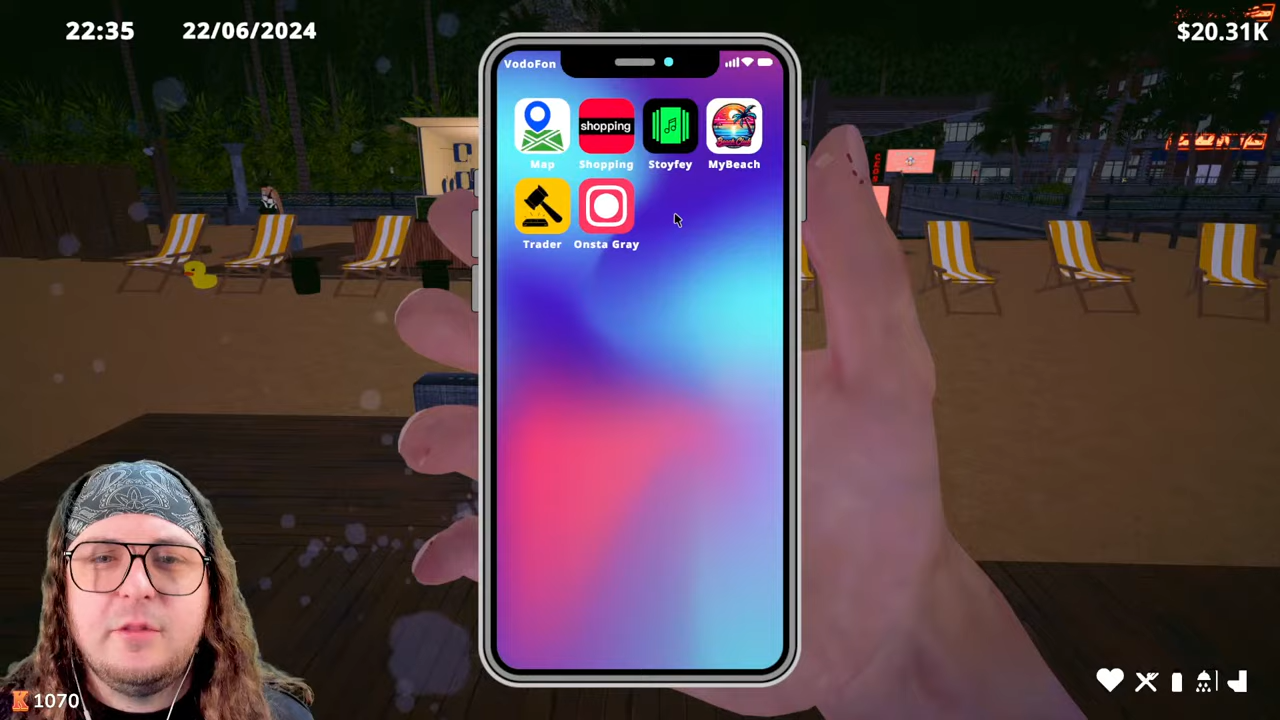 22:35 22/06/2024
$20.31K
VodoFon
shopping
Map Shopping Stoyfey MyBeach
Trader Onsta Gray
1070